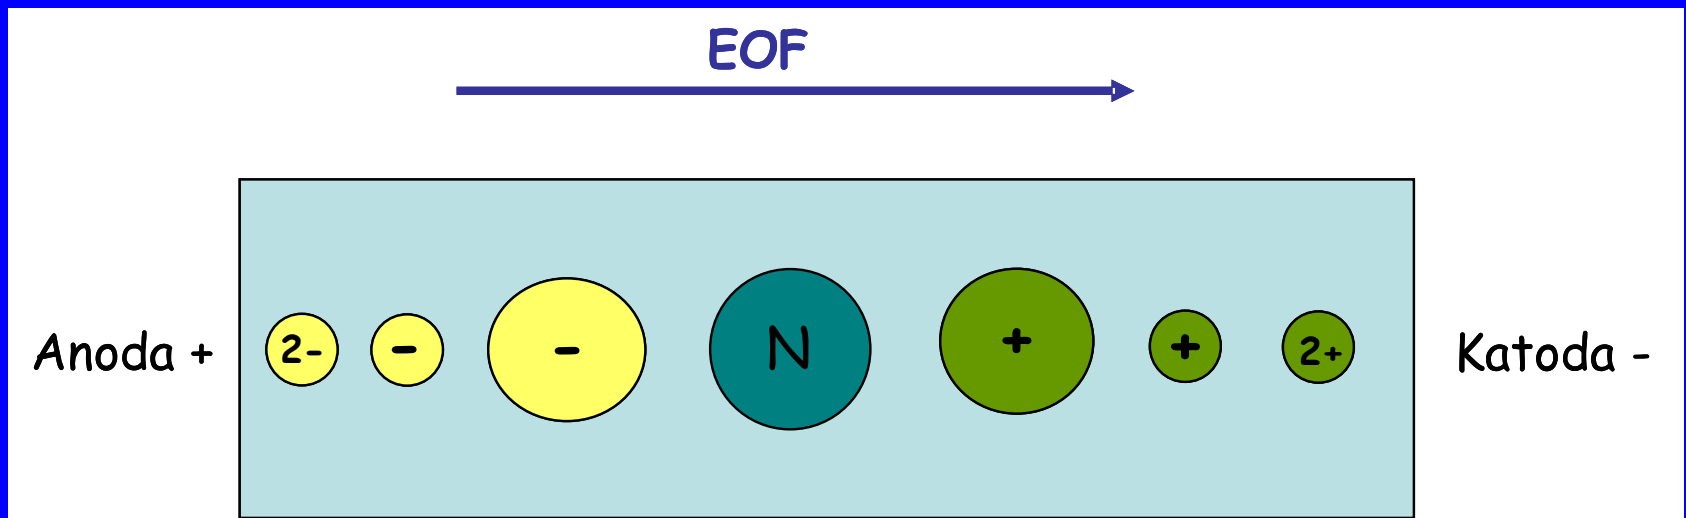 EOF
Anoda + 2- - - N + + 2+ Katoda -